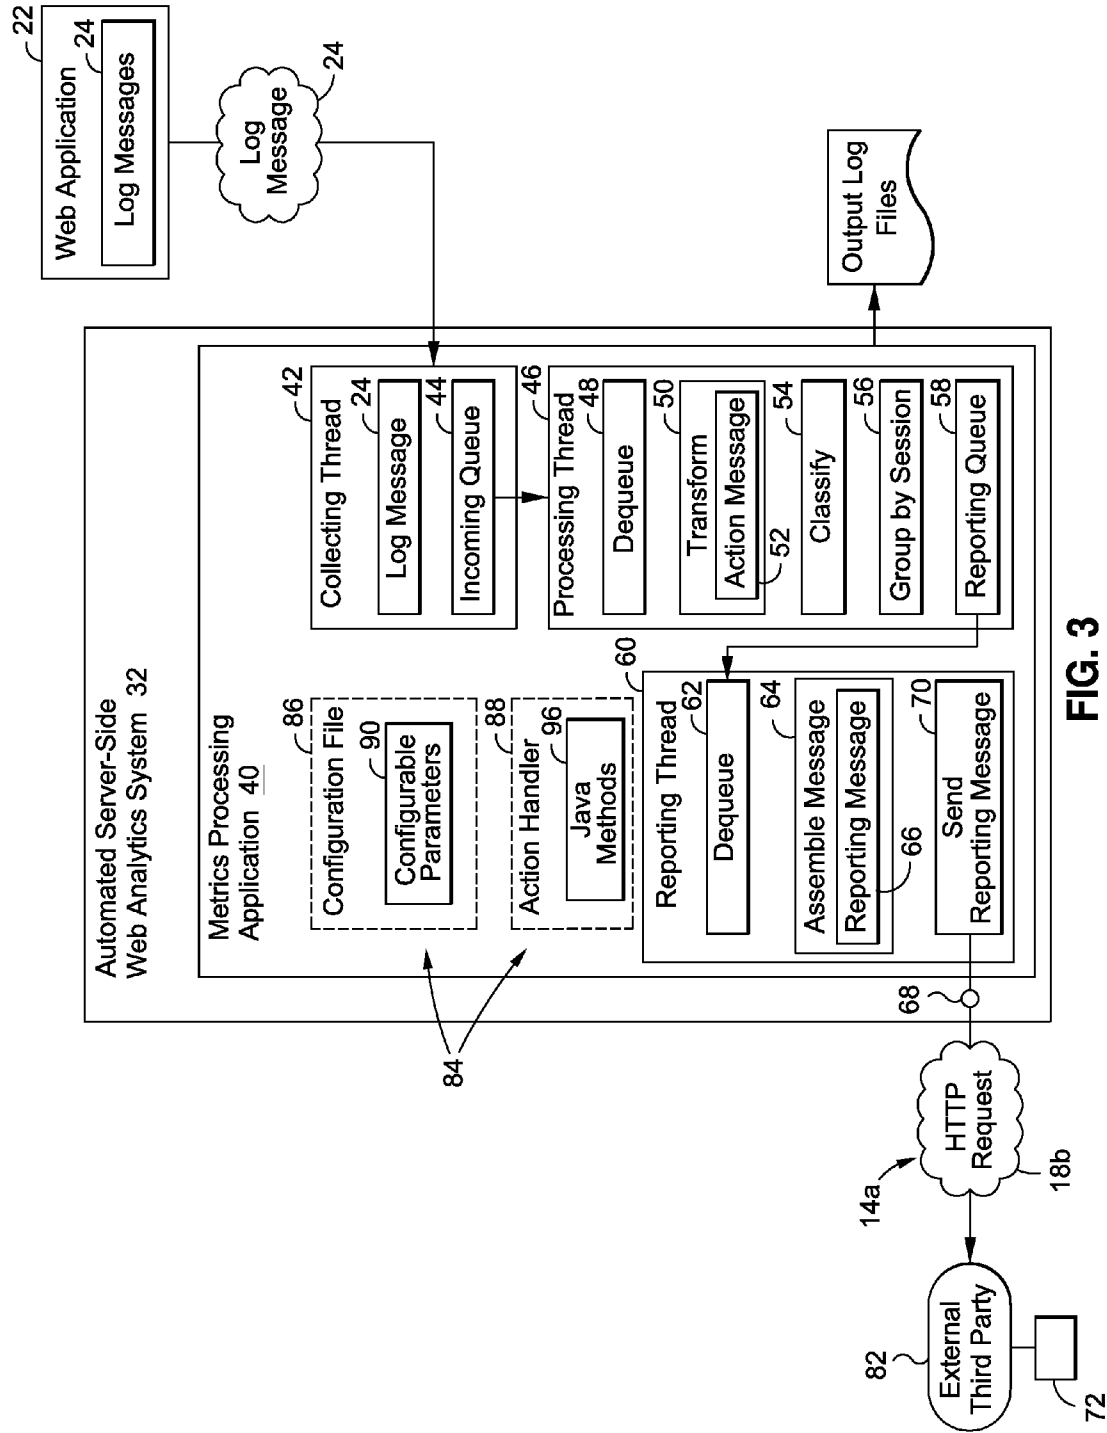 22
Web Application
24
Log Messages
24
Log
Message
Automated Server-Side
Web Analytics System 32
Metrics Processing
Application 40
42
Collecting Thread
24
Log Message
44
Incoming Queue
46
Processing Thread
48
Dequeue
50
Transform
Action Message
52
54
Classify
56
Group by Session
58
Reporting Queue
86
Configuration File
90
Configurable
Parameters
88
Action Handler
96
Java
Methods
84
60
Reporting Thread
62
Dequeue
64
Assemble Message
Reporting Message
66
70
Send
Reporting Message
68
Output Log
Files
HTTP
Request
14a
18b
82
External
Third Party
72
FIG. 3